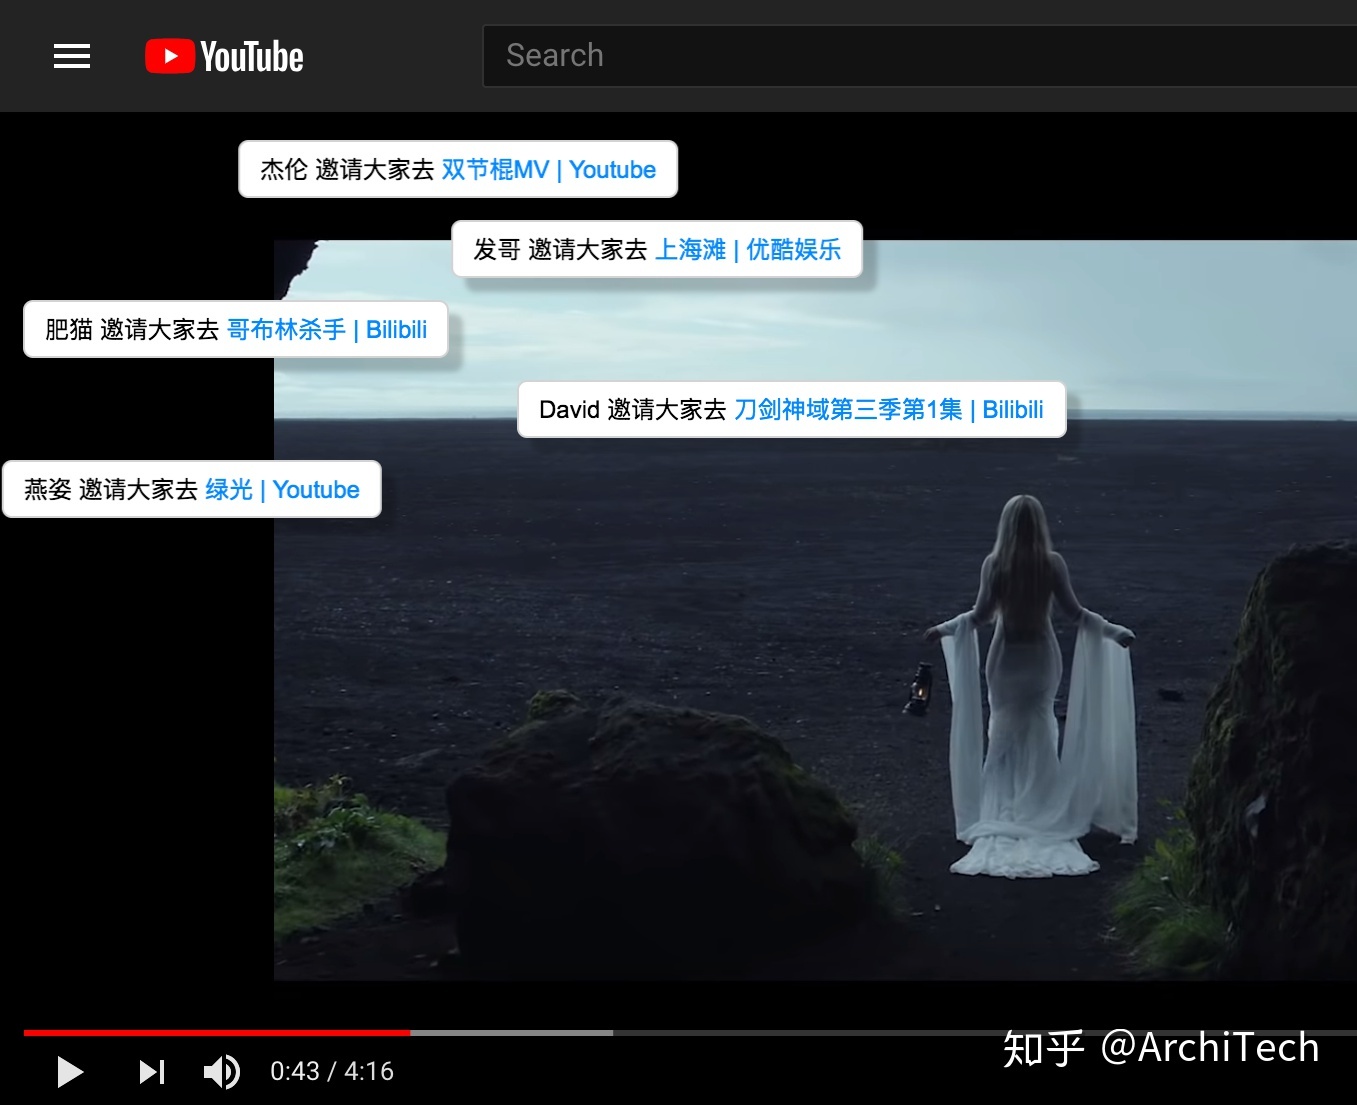 YouTube
Search
杰伦 邀请大家去 双节棍MV | Youtube
发哥 邀请大家去 上海滩 | 优酷娱乐
肥猫 邀请大家去 哥布林杀手 | Bilibili
David 邀请大家去 刀剑神域第三季第1集 | Bilibili
燕姿 邀请大家去 绿光 | Youtube
0:43 / 4:16
知乎 @ArchiTech